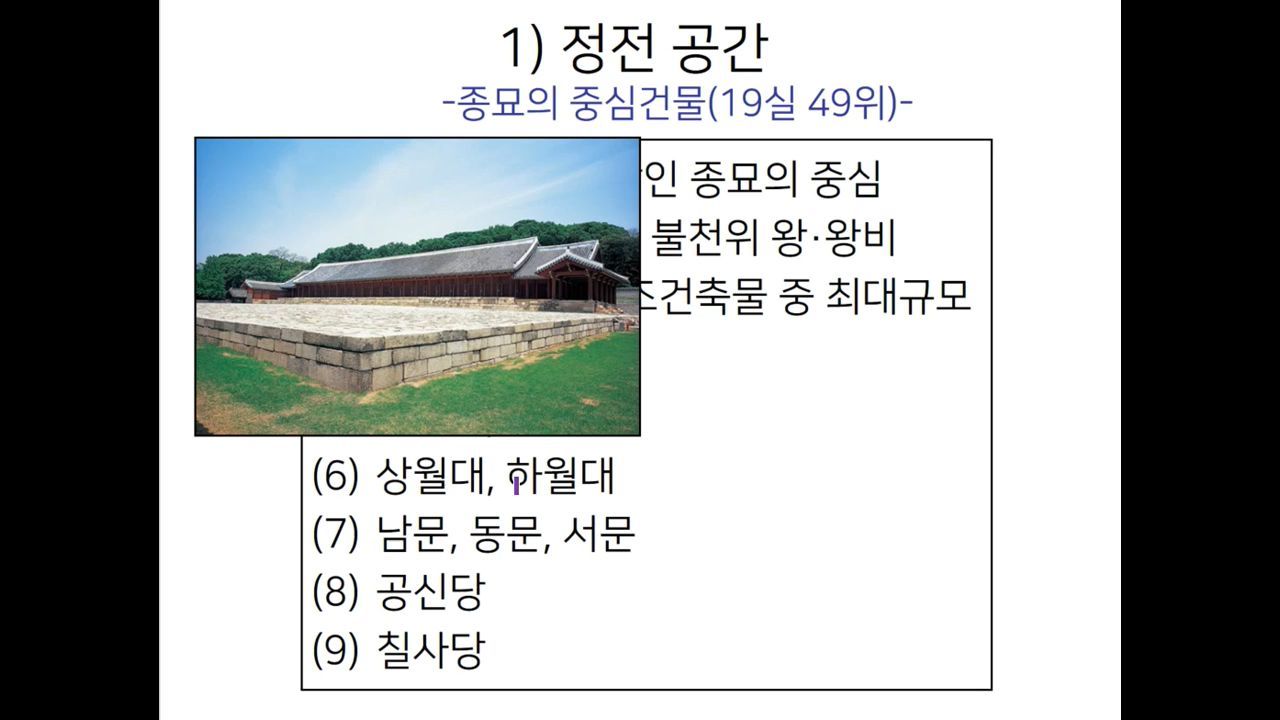 1) 정전 공간
-종묘의 중심건물(19실 49위)-
인 종묘의 중심
불천위 왕·왕비
조건축물 중 최대규모
(6) 상월대, 하월대
(7) 남문, 동문, 서문
(8) 공신당
(9) 칠사당